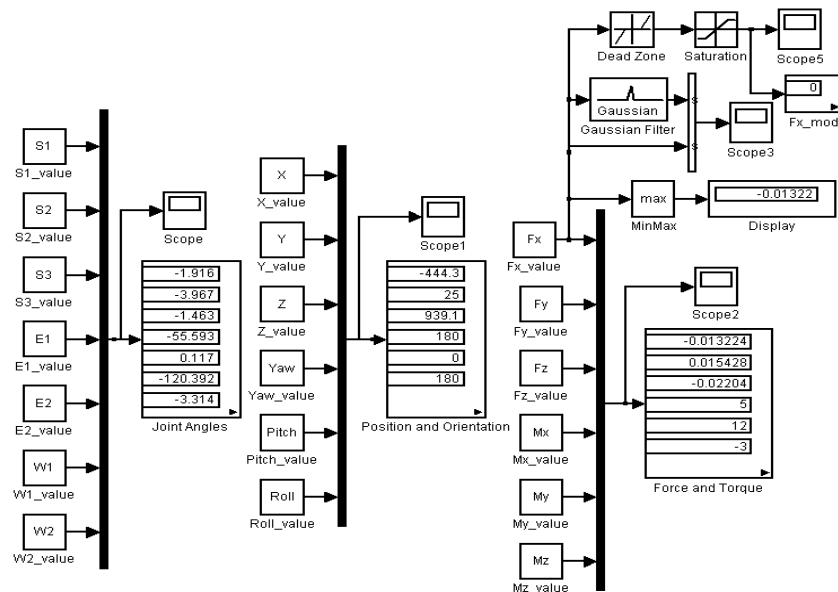 Dead Zone
Saturation
Scope5
0
Fx_mod
Gaussian
Gaussian Filter
s
s
Scope3
max
MinMax
-0.01322
Display
S1
S1_value
S2
S2_value
S3
S3_value
E1
E1_value
E2
E2_value
W1
W1_value
W2
W2_value
Scope
-1.916
-3.967
-1.463
-55.593
0.117
-120.392
-3.314
Joint Angles
X
X_value
Y
Y_value
Z
Z_value
Yaw
Yaw_value
Pitch
Pitch_value
Roll
Roll_value
Scope1
-444.3
25
939.1
180
0
180
Position and Orientation
Fx
Fx_value
Fy
Fy_value
Fz
Fz_value
Mx
Mx_value
My
My_value
Mz
Mz_value
Scope2
-0.013224
0.015428
-0.02204
5
12
-3
Force and Torque